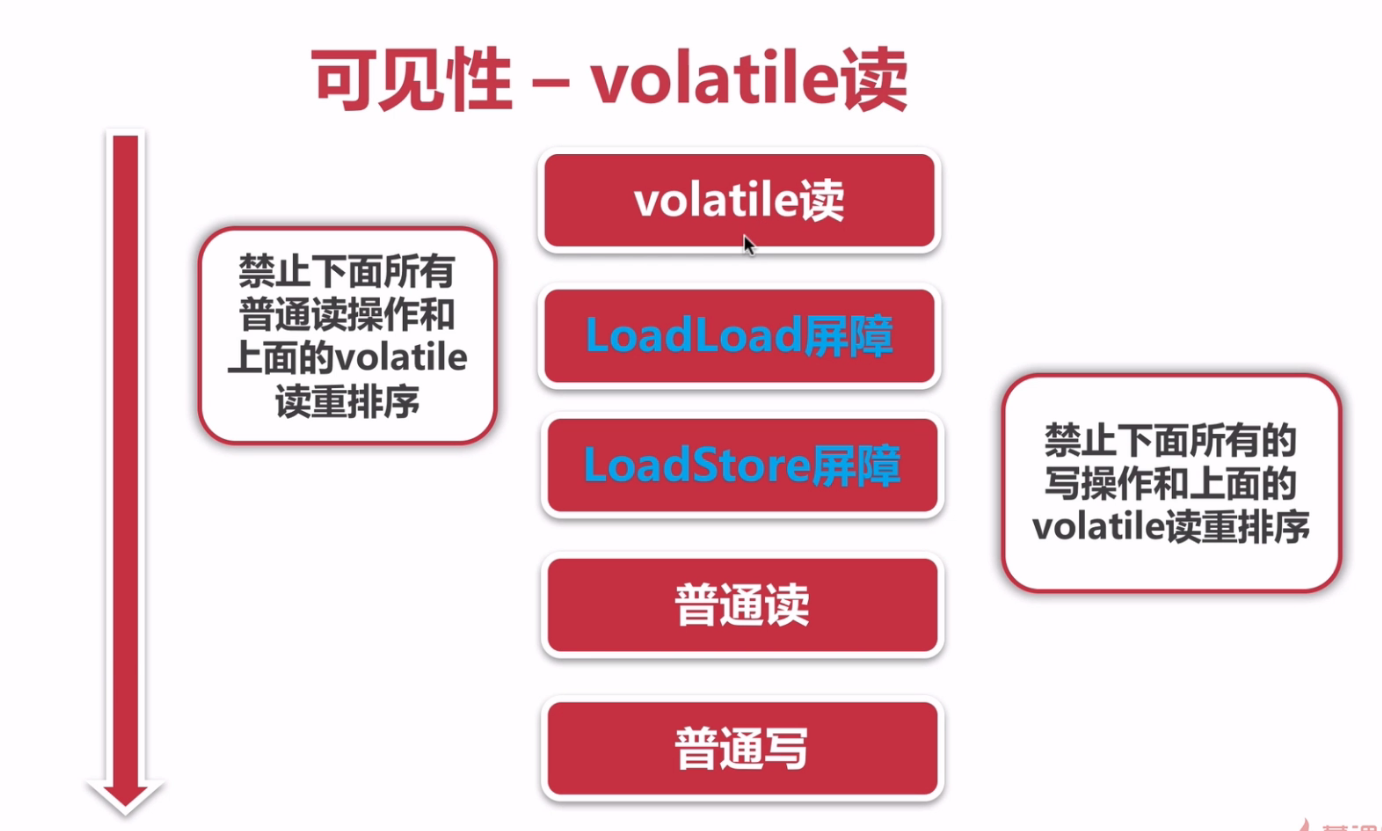 可见性 – volatile读
volatile读
禁止下面所有
普通读操作和
上面的volatile
读重排序
LoadLoad屏障
LoadStore屏障
禁止下面所有的
写操作和上面的
volatile读重排序
普通读
普通写